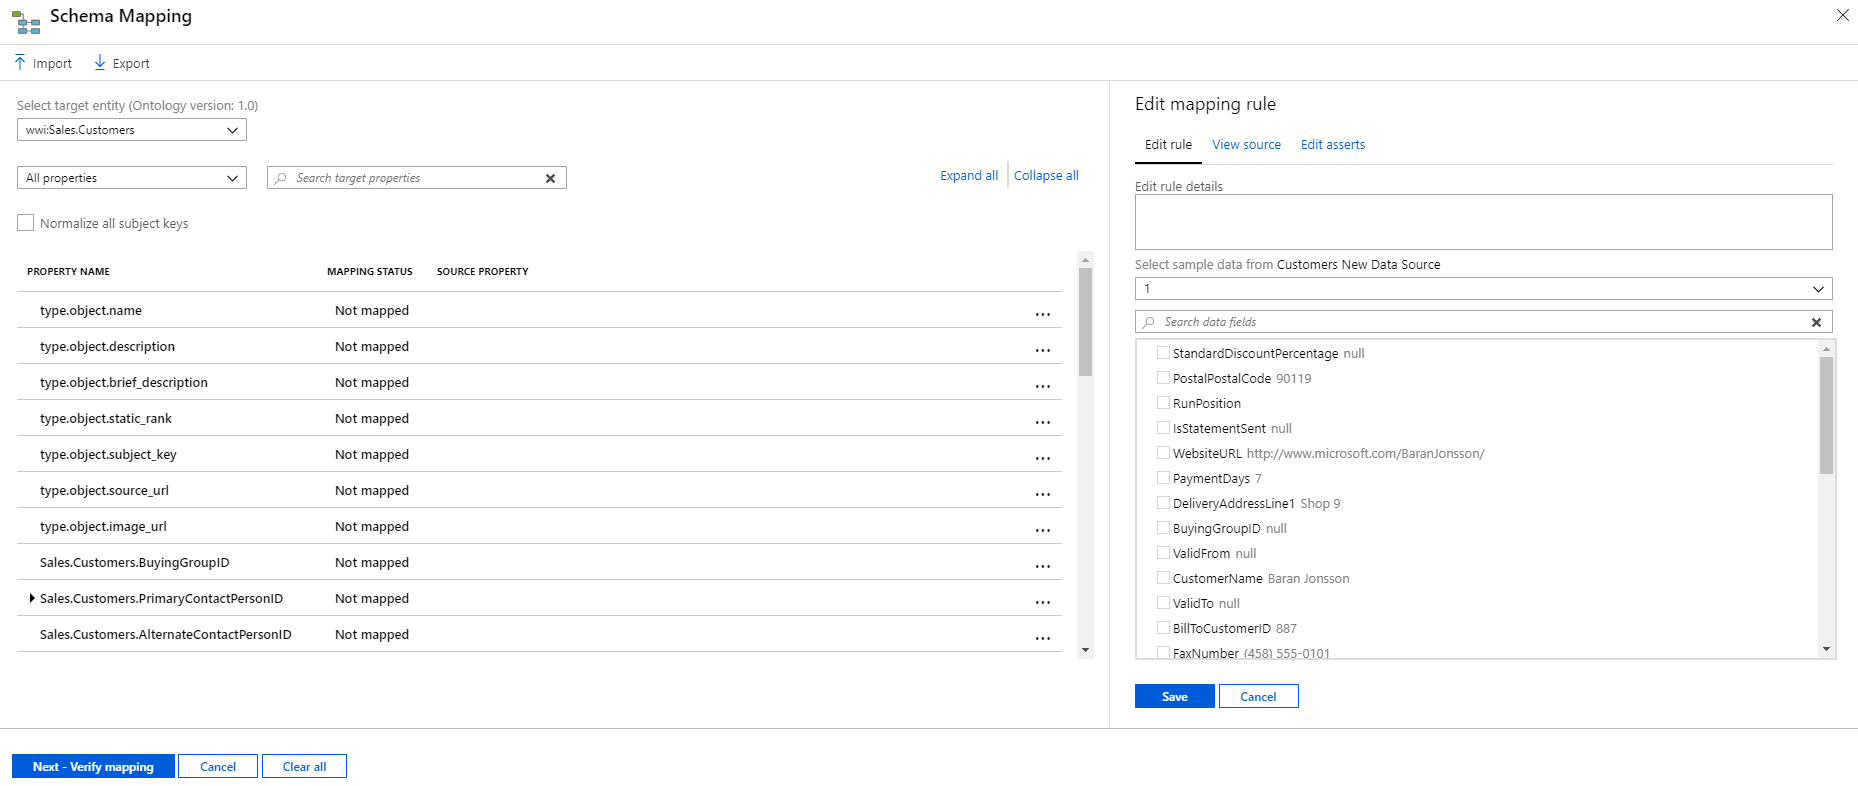 Schema Mapping
Import Export
Select target entity (Ontology version: 1.0)
wwi:Sales.Customers
All properties
Search target properties
Expand all
Collapse all
Normalize all subject keys
PROPERTY NAME MAPPING STATUS SOURCE PROPERTY
type.object.name Not mapped ...
type.object.description Not mapped ...
type.object.brief_description Not mapped ...
type.object.static_rank Not mapped ...
type.object.subject_key Not mapped ...
type.object.source_url Not mapped ...
type.object.image_url Not mapped ...
Sales.Customers.BuyingGroupID Not mapped ...
Sales.Customers.PrimaryContactPersonID Not mapped ...
Sales.Customers.AlternateContactPersonID Not mapped ...
Edit mapping rule
Edit rule View source Edit asserts
Edit rule details
Select sample data from Customers New Data Source
1
Search data fields
StandardDiscountPercentage null
PostalPostalCode 90119
RunPosition
IsStatementSent null
WebsiteURL http://www.microsoft.com/BaranJonsson/
PaymentDays 7
DeliveryAddressLine1 Shop 9
BuyingGroupID null
ValidFrom null
CustomerName Baran Jonsson
ValidTo null
BillToCustomerID 887
FaxNumber (458) 555-0101
Save Cancel
Next - Verify mapping Cancel Clear all